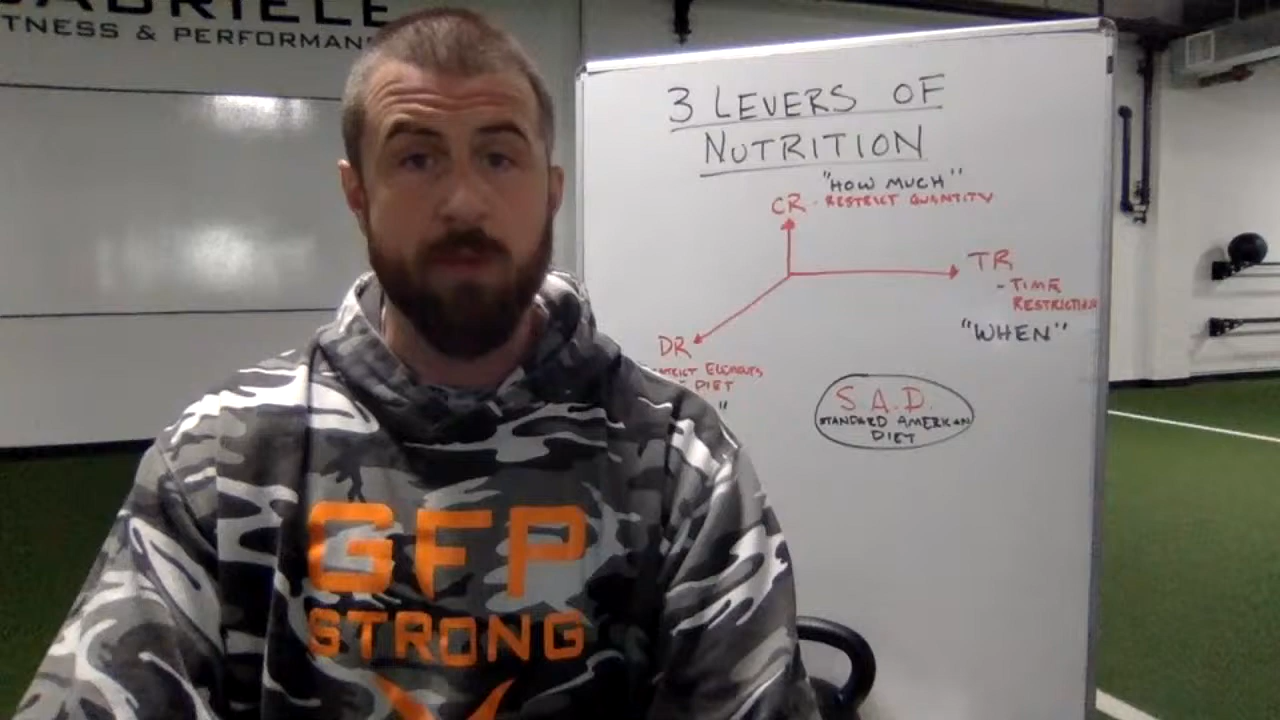 TNESS & PERFORMAN
3 LEVERS OF
NUTRITION
"HOW MUCH"
CR - RESTRICT QUANTITY
TR
- TIME
RESTRICTION
"WHEN"
DR
ELEMENTS
DIET
"
S.A.D.
STANDARD AMERICAN
DIET
GFP
STRONG